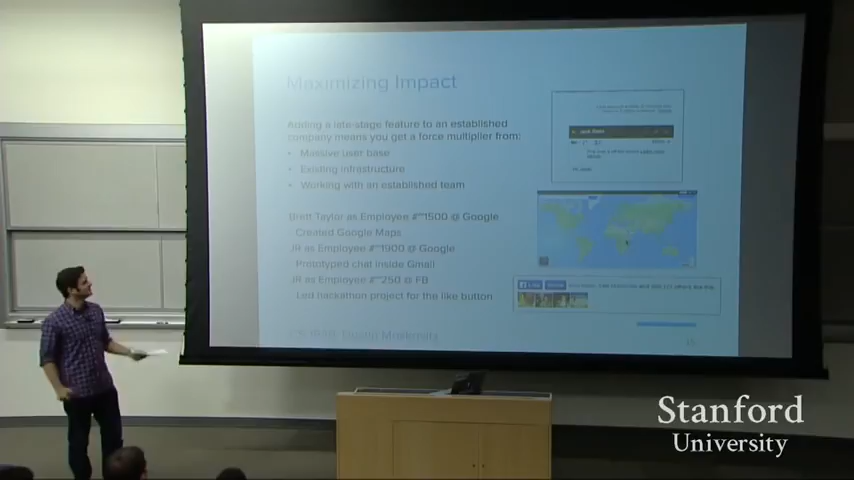 Maximizing Impact
Adding a late-stage feature to an established
company means you get a force multiplier from:
• Massive user base
• Existing infrastructure
• Working with an established team
Brett Taylor as Employee #~1500 @ Google
Created Google Maps
JR as Employee #~1900 @ Google
Prototyped chat inside Gmail
JR as Employee #~250 @ FB
Led hackathon project for the like button
Moskovitz
Stanford
University